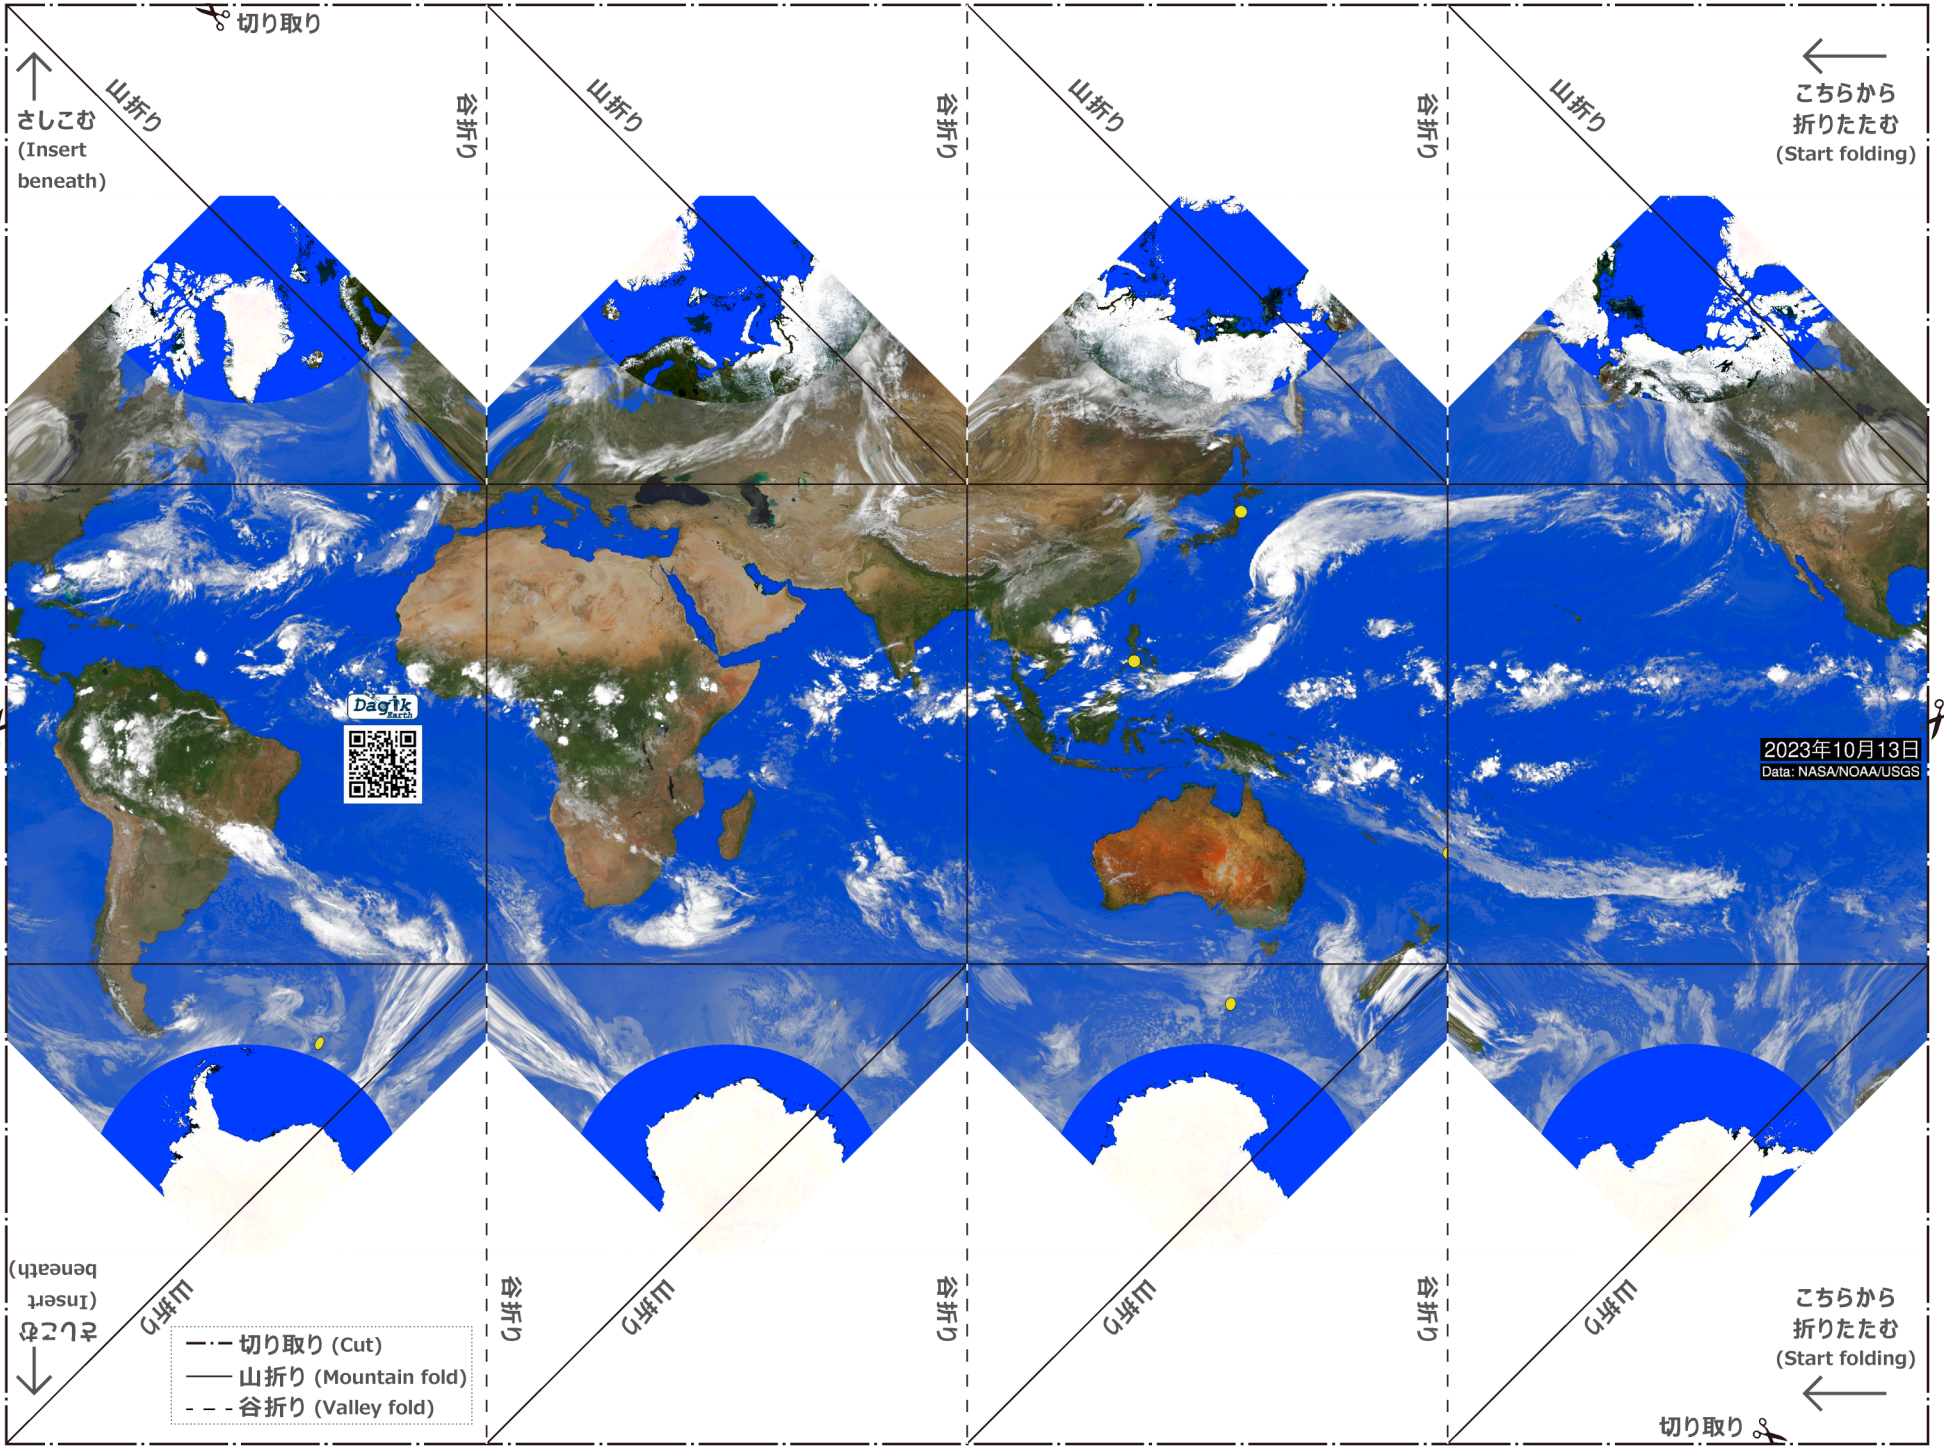 切り取り
山折り
谷折り
山折り
谷折り
山折り
谷折り
山折り
さしこむ
(Insert
beneath)
こちらから
折りたたむ
(Start folding)
Dagik
Earth
2023年10月13日
Data: NASA/NOAA/USGS
さしこむ
(Insert
beneath)
山折り
谷折り
山折り
谷折り
山折り
谷折り
山折り
こちらから
折りたたむ
(Start folding)
切り取り (Cut)
山折り (Mountain fold)
谷折り (Valley fold)
切り取り